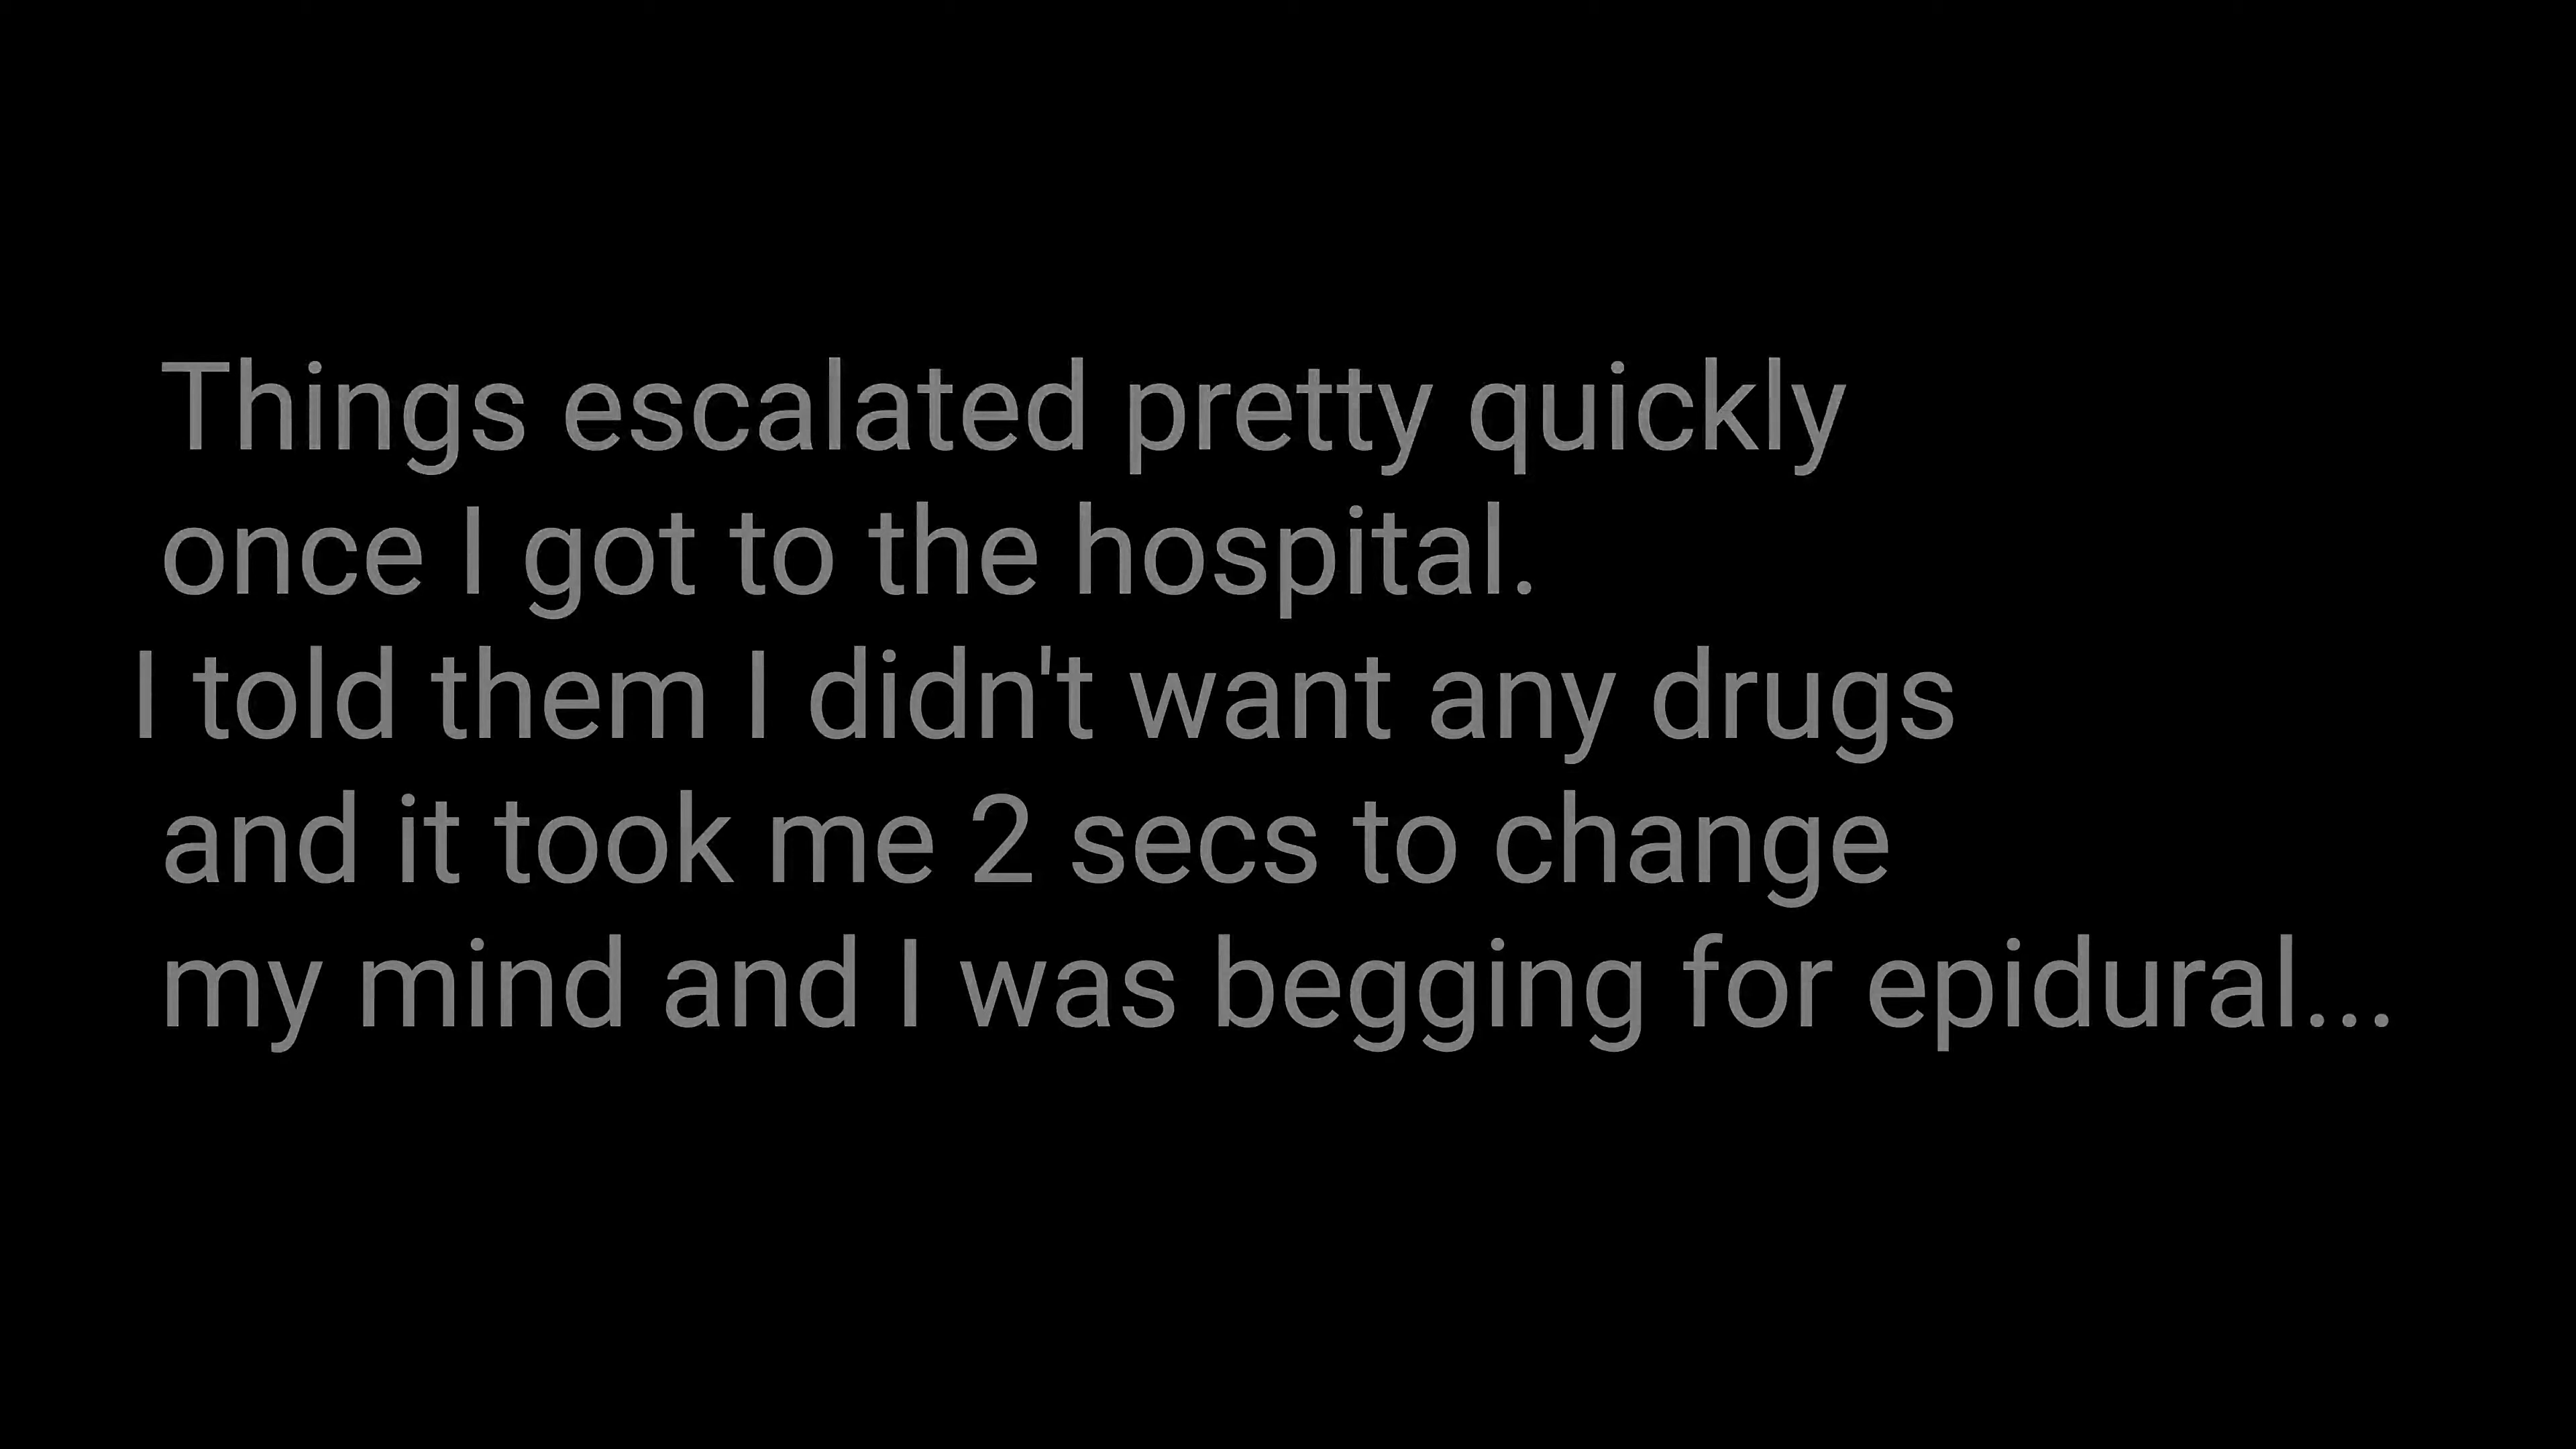 Things escalated pretty quickly
once I got to the hospital.
I told them I didn't want any drugs
and it took me 2 secs to change
my mind and I was begging for epidural...